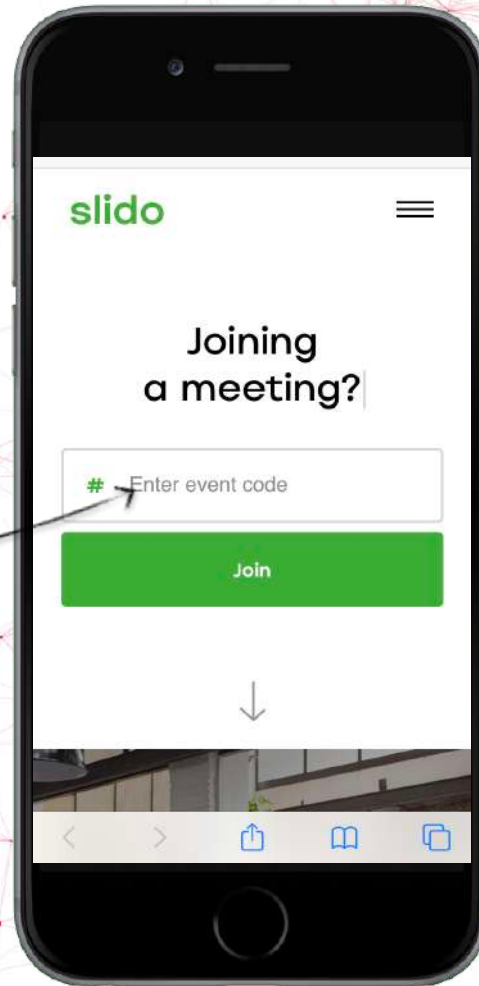 slido
Joining
a meeting?
# Enter event code
Join